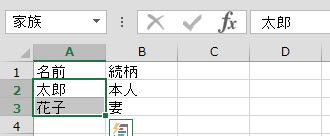 家族 fx 太郎
A B C D
1 名前 続柄
2 太郎 本人
3 花子 妻
4